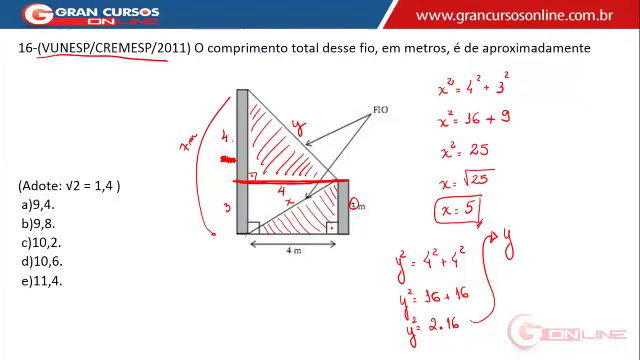 GRAN CURSOS
ONLINE
www.grancursosonline.com.br
16-(VUNESP/CREMESP/2011) O comprimento total desse fio, em metros, é de aproximadamente
(Adote: √2 = 1,4 )
a)9,4.
b)9,8.
c)10,2.
d)10,6.
e)11,4.
FIO
y
4
4
x
3
m
4 m
x² = 4² + 3²
x² = 16 + 9
x² = 25
x = √25
x = 5
y² = 4² + 4²
y² = 16 + 16
y² = 2.16
y
ONLINE